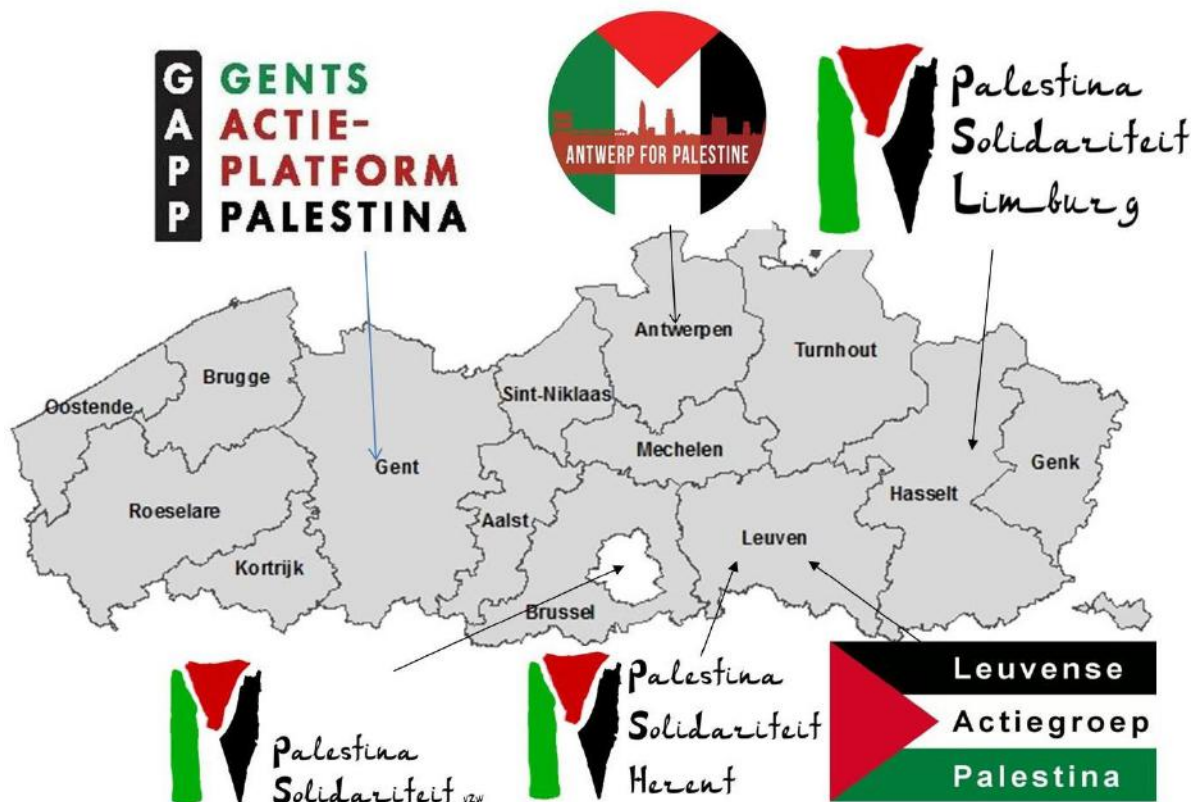 G GENTS
A ACTIE-
P PLATFORM
P PALESTINA
ANTWERP FOR PALESTINE
Palestina
Solidariteit
Limburg
Antwerpen
Turnhout
Brugge
Sint-Niklaas
Oostende
Mechelen
Gent
Genk
Hasselt
Roeselare
Aalst
Leuven
Kortrijk
Brussel
Palestina
Solidariteit vzw
Palestina
Solidariteit
Herent
Leuvense
Actiegroep
Palestina